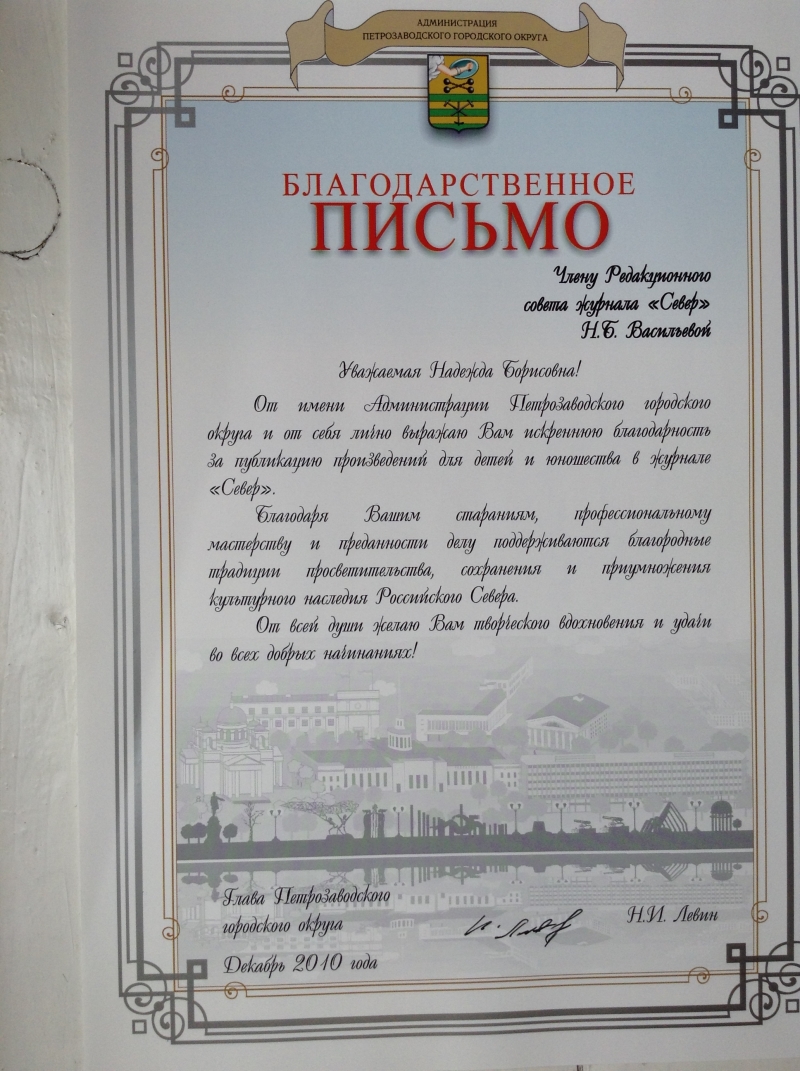 АДМИНИСТРАЦИЯ
ПЕТРОЗАВОДСКОГО ГОРОДСКОГО ОКРУГА
БЛАГОДАРСТВЕННОЕ
ПИСЬМО
Члену Редакционного
совета журнала «Север»
Н.Б. Васильевой
Уважаемая Надежда Борисовна!
От имени Администрации Петрозаводского городского
округа и от себя лично выражаю Вам искреннюю благодарность
за публикацию произведений для детей и юношества в журнале
«Север».
Благодаря Вашим стараниям, профессиональному
мастерству и преданности делу поддерживаются благородные
традиции просветительства, сохранения и приумножения
культурного наследия Российского Севера.
От всей души желаю Вам творческого вдохновения и удачи
во всех добрых начинаниях!
Глава Петрозаводского
городского округа
Н.И. Левин
Декабрь 2010 года